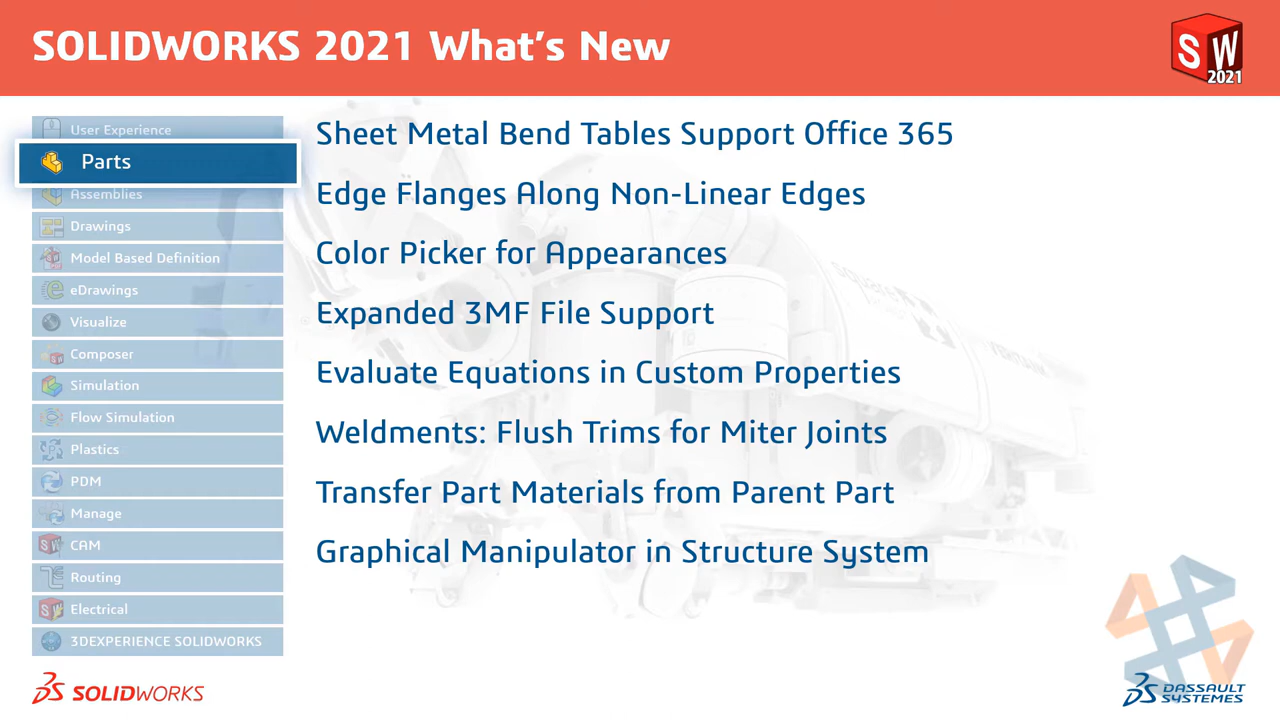 SOLIDWORKS 2021 What's New
SW
2021
User Experience
Parts
Assemblies
Drawings
Model Based Definition
eDrawings
Visualize
Composer
Simulation
Flow Simulation
Plastics
PDM
Manage
CAM
Routing
Electrical
3DEXPERIENCE SOLIDWORKS
Sheet Metal Bend Tables Support Office 365
Edge Flanges Along Non-Linear Edges
Color Picker for Appearances
Expanded 3MF File Support
Evaluate Equations in Custom Properties
Weldments: Flush Trims for Miter Joints
Transfer Part Materials from Parent Part
Graphical Manipulator in Structure System
SOLIDWORKS
DASSAULT
SYSTEMES